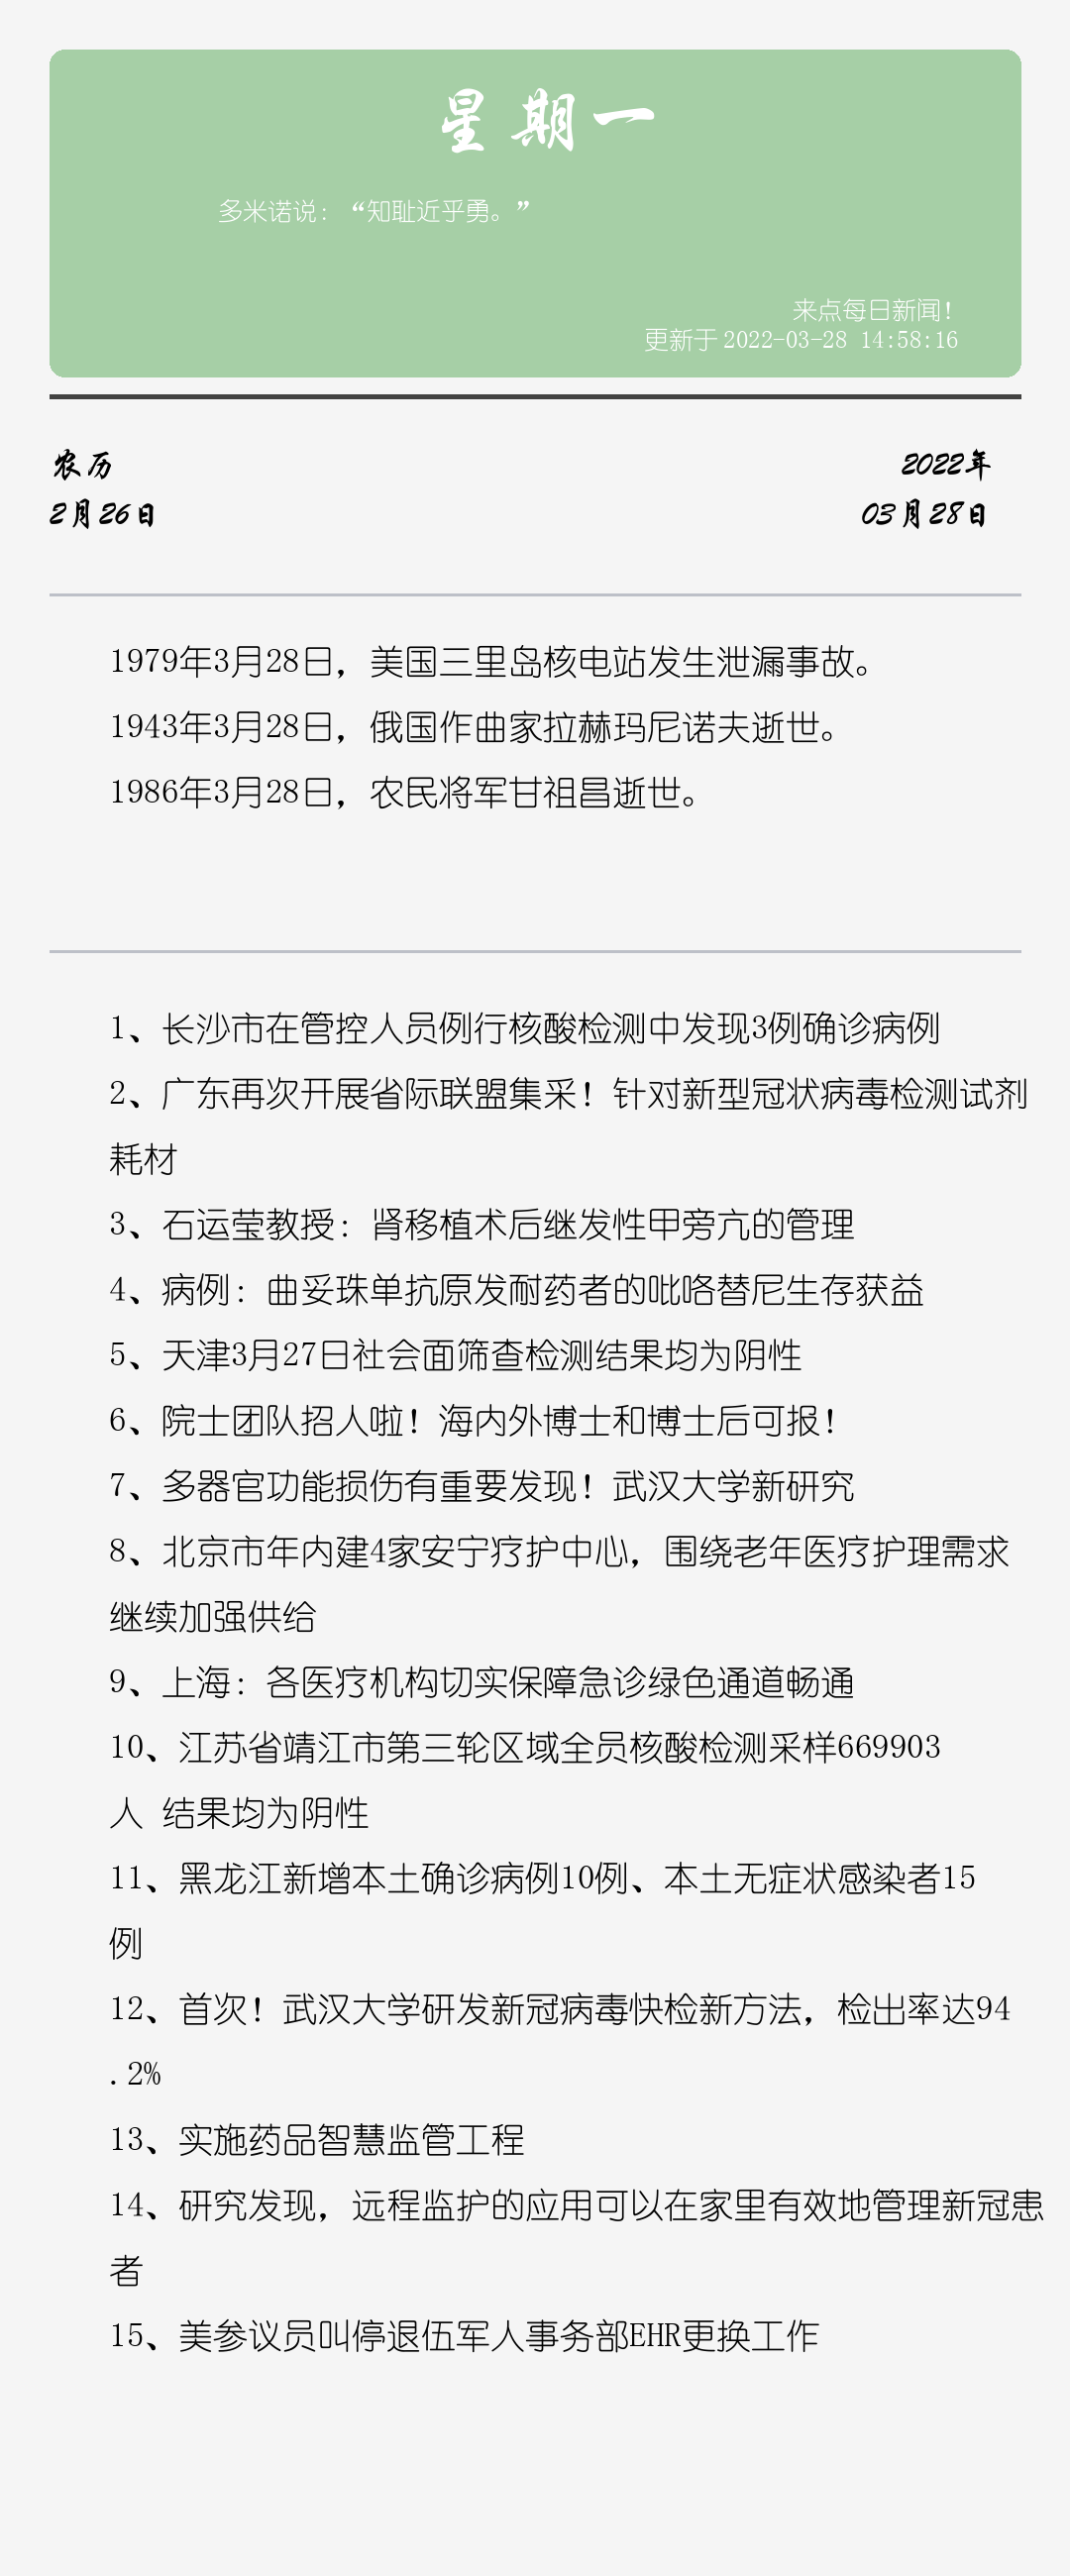 星期一
多米诺说：“知耻近乎勇。”
来点每日新闻！
更新于 2022-03-28 14:58:16
农历
2022年
2月26日
03月28日
1979年3月28日，美国三里岛核电站发生泄漏事故。
1943年3月28日，俄国作曲家拉赫玛尼诺夫逝世。
1986年3月28日，农民将军甘祖昌逝世。
1、长沙市在管控人员例行核酸检测中发现3例确诊病例
2、广东再次开展省际联盟集采！针对新型冠状病毒检测试剂
耗材
3、石运莹教授：肾移植术后继发性甲旁亢的管理
4、病例：曲妥珠单抗原发耐药者的吡咯替尼生存获益
5、天津3月27日社会面筛查检测结果均为阴性
6、院士团队招人啦！海内外博士和博士后可报！
7、多器官功能损伤有重要发现！武汉大学新研究
8、北京市年内建4家安宁疗护中心，围绕老年医疗护理需求
继续加强供给
9、上海：各医疗机构切实保障急诊绿色通道畅通
10、江苏省靖江市第三轮区域全员核酸检测采样669903
人 结果均为阴性
11、黑龙江新增本土确诊病例10例、本土无症状感染者15
例
12、首次！武汉大学研发新冠病毒快检新方法，检出率达94
.2%
13、实施药品智慧监管工程
14、研究发现，远程监护的应用可以在家里有效地管理新冠患
者
15、美参议员叫停退伍军人事务部EHR更换工作